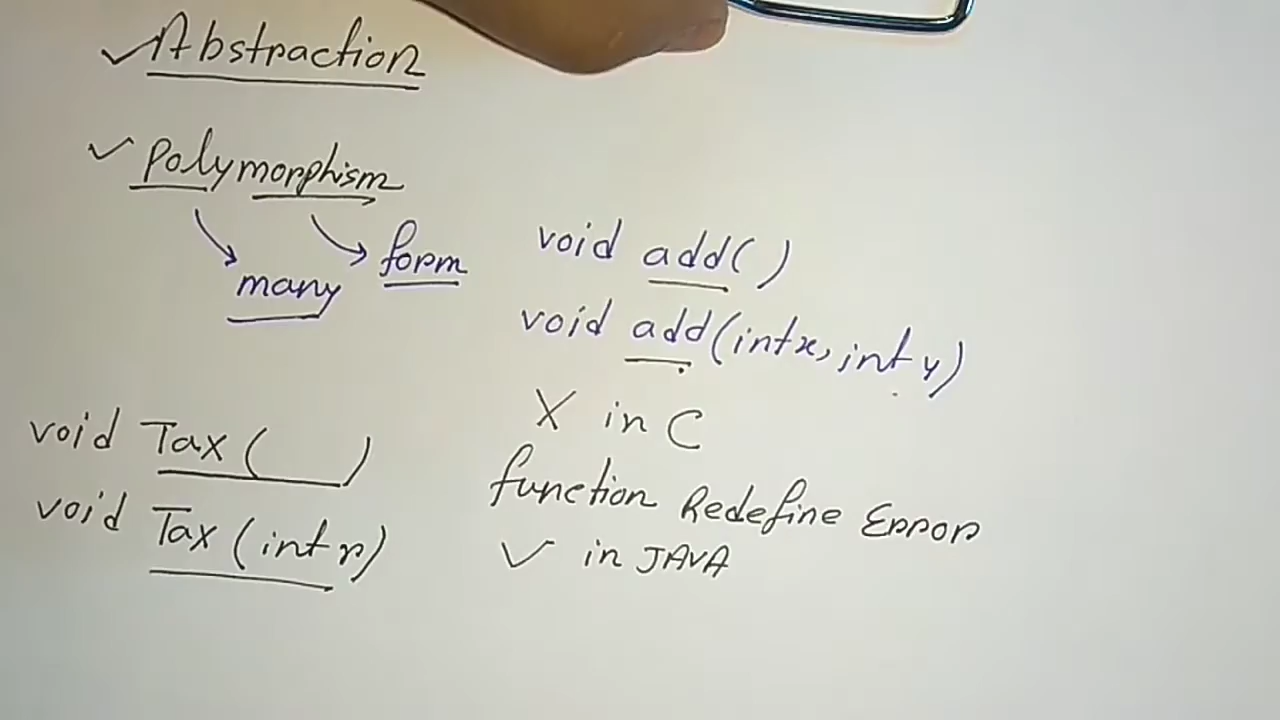 ✓Abstraction
✓ polymorphism
many
form
void add()
void add(int x, int y)
X in C
function Redefine Error
✓ in JAVA
void Tax( )
void Tax (int r)